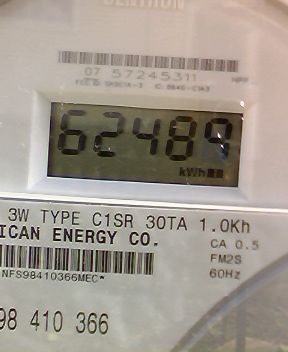 CENTRON
07 57245311
62489
kWh
3W TYPE C1SR 30TA 1.0Kh
ICAN ENERGY CO.
CA 0.5
FM2S
60Hz
NFS98410366MEC*
98 410 366